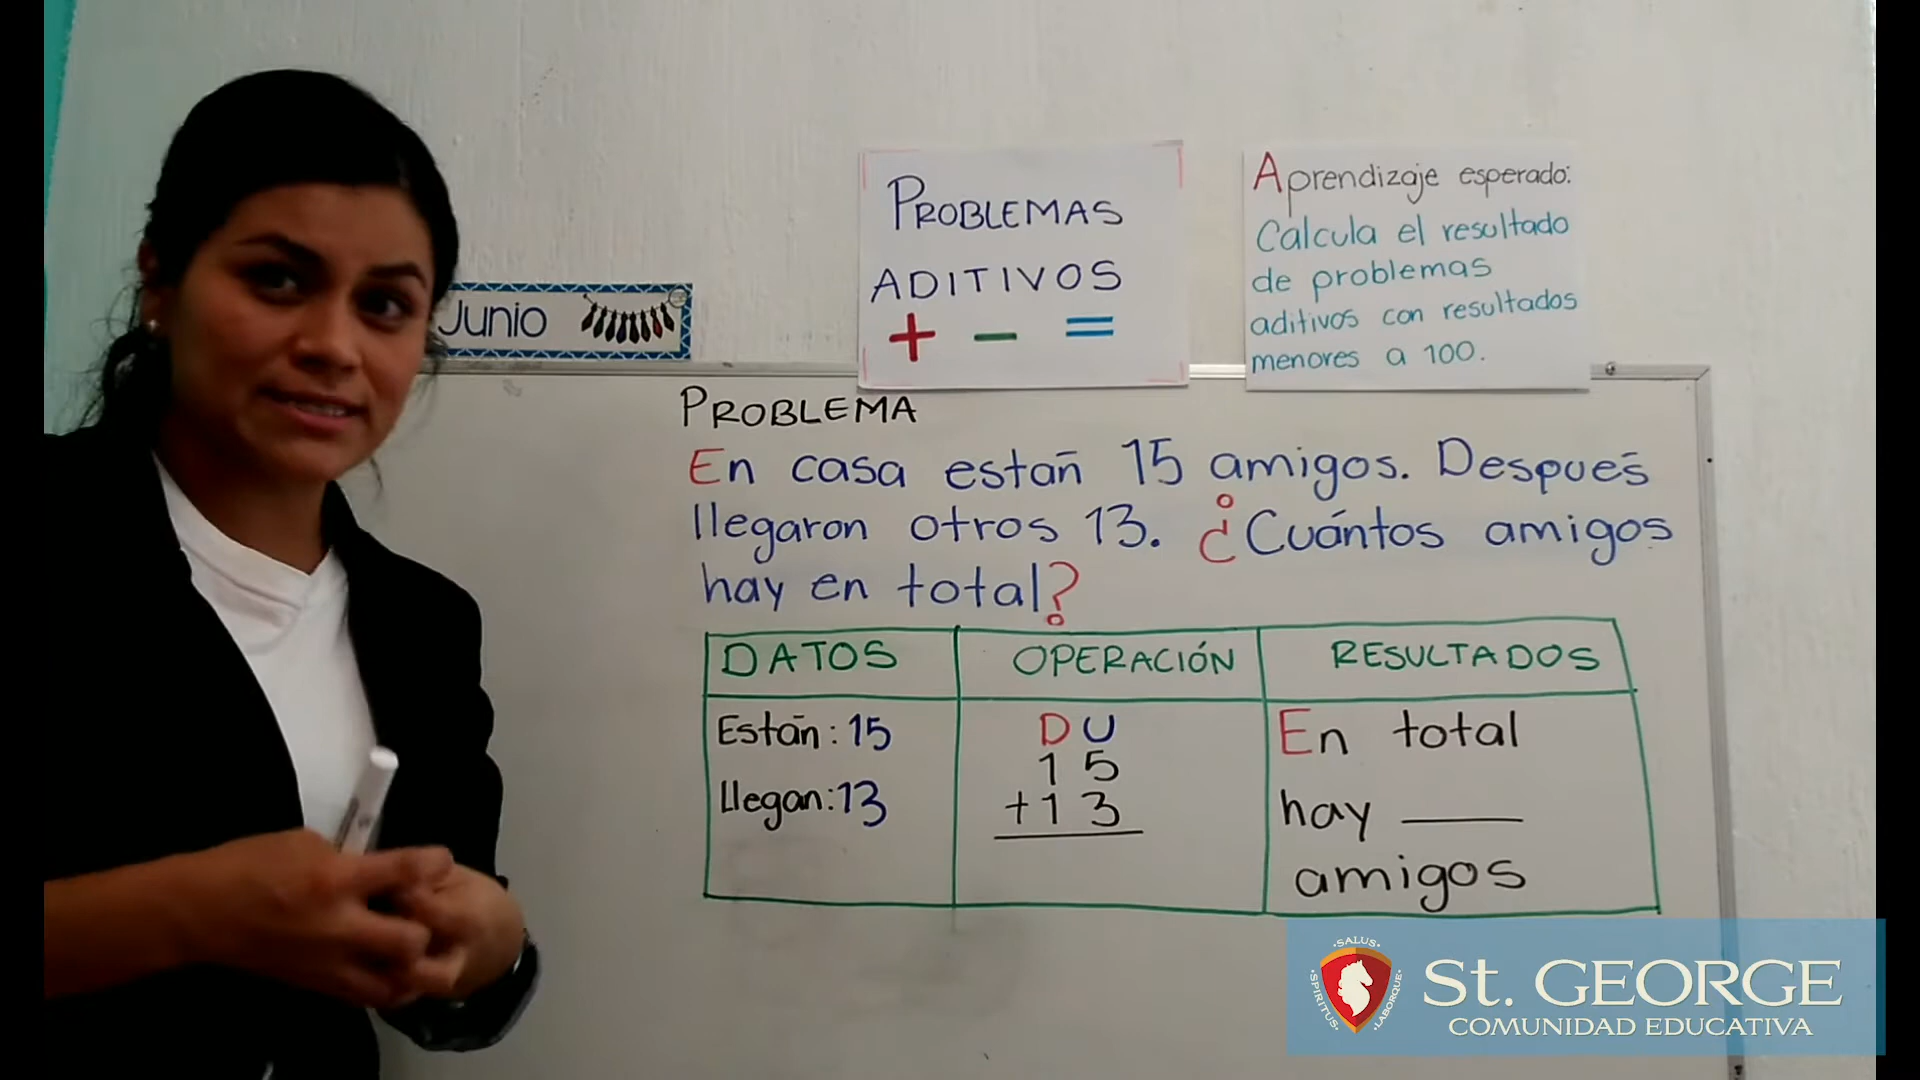 Junio
PROBLEMAS
ADITIVOS
+ - =
Aprendizaje esperado:
Calcula el resultado
de problemas
aditivos con resultados
menores a 100.
PROBLEMA
En casa están 15 amigos. Después
llegaron otros 13. ¿Cuántos amigos
hay en total?
DATOS OPERACIÓN RESULTADOS
Están: 15
Llegan: 13
D U
1 5
+ 1 3
En total
hay ____
amigos
·SALUS·
SPIRITUS·
LABORQUE·
St. GEORGE
COMUNIDAD EDUCATIVA